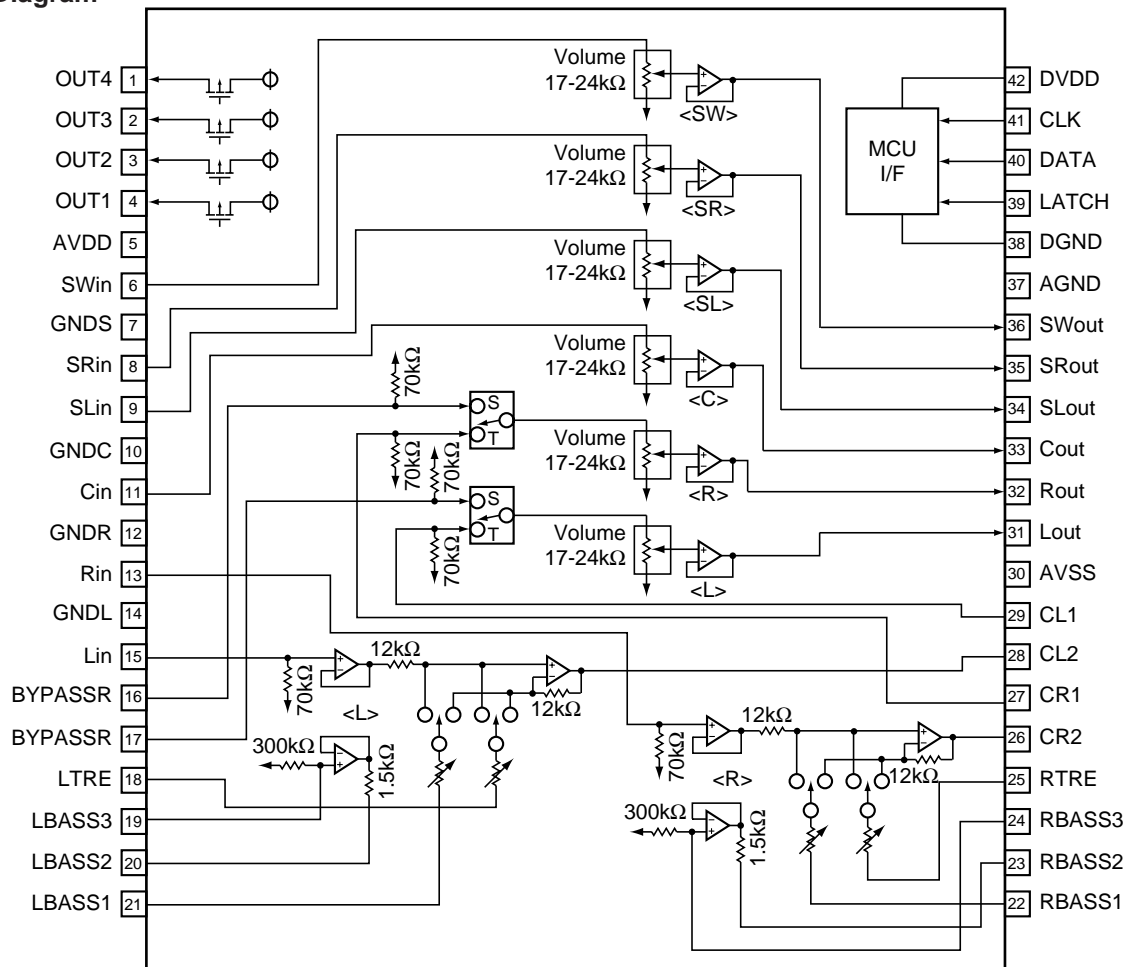 Diagram
OUT4 1
OUT3 2
OUT2 3
OUT1 4
AVDD 5
SWin 6
GNDS 7
SRin 8
SLin 9
GNDC 10
Cin 11
GNDR 12
Rin 13
GNDL 14
Lin 15
BYPASSR 16
BYPASSR 17
LTRE 18
LBASS3 19
LBASS2 20
LBASS1 21
Volume
17-24kΩ
+
−
<SW>
Volume
17-24kΩ
+
−
<SR>
Volume
17-24kΩ
+
−
<SL>
Volume
17-24kΩ
+
−
<C>
70kΩ
S
T
70kΩ
70kΩ
Volume
17-24kΩ
+
−
<R>
S
T
70kΩ
Volume
17-24kΩ
+
−
<L>
70kΩ
+
−
<L>
12kΩ
+
−
12kΩ
300kΩ
−
+
1.5kΩ
70kΩ
+
−
<R>
12kΩ
+
−
12kΩ
300kΩ
−
+
1.5kΩ
MCU
I/F
42 DVDD
41 CLK
40 DATA
39 LATCH
38 DGND
37 AGND
36 SWout
35 SRout
34 SLout
33 Cout
32 Rout
31 Lout
30 AVSS
29 CL1
28 CL2
27 CR1
26 CR2
25 RTRE
24 RBASS3
23 RBASS2
22 RBASS1